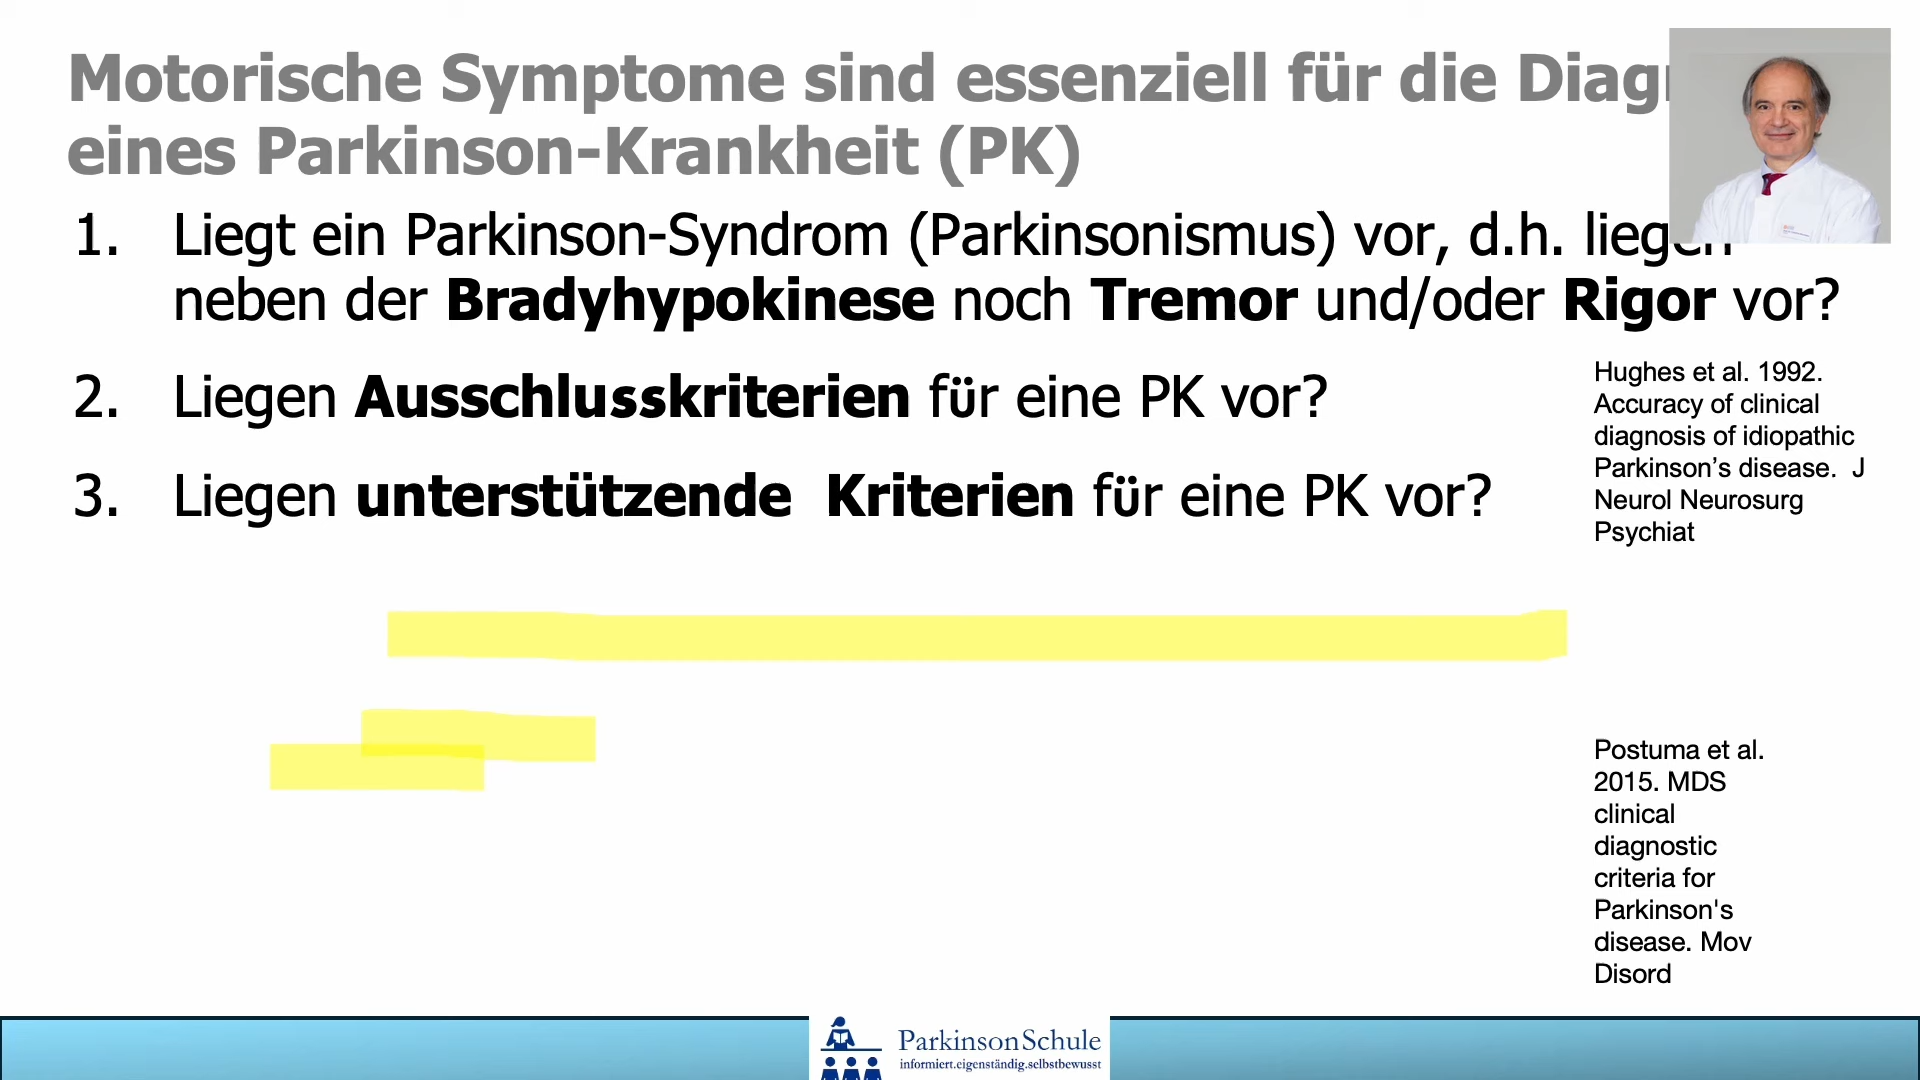 Motorische Symptome sind essenziell für die Diag
eines Parkinson-Krankheit (PK)
1. Liegt ein Parkinson-Syndrom (Parkinsonismus) vor, d.h. liegen
neben der Bradyhypokinese noch Tremor und/oder Rigor vor?
2. Liegen Ausschlusskriterien für eine PK vor?
3. Liegen unterstützende Kriterien für eine PK vor?
Hughes et al. 1992.
Accuracy of clinical
diagnosis of idiopathic
Parkinson’s disease. J
Neurol Neurosurg
Psychiat
Postuma et al.
2015. MDS
clinical
diagnostic
criteria for
Parkinson's
disease. Mov
Disord
ParkinsonSchule
informiert.eigenständig.selbstbewusst